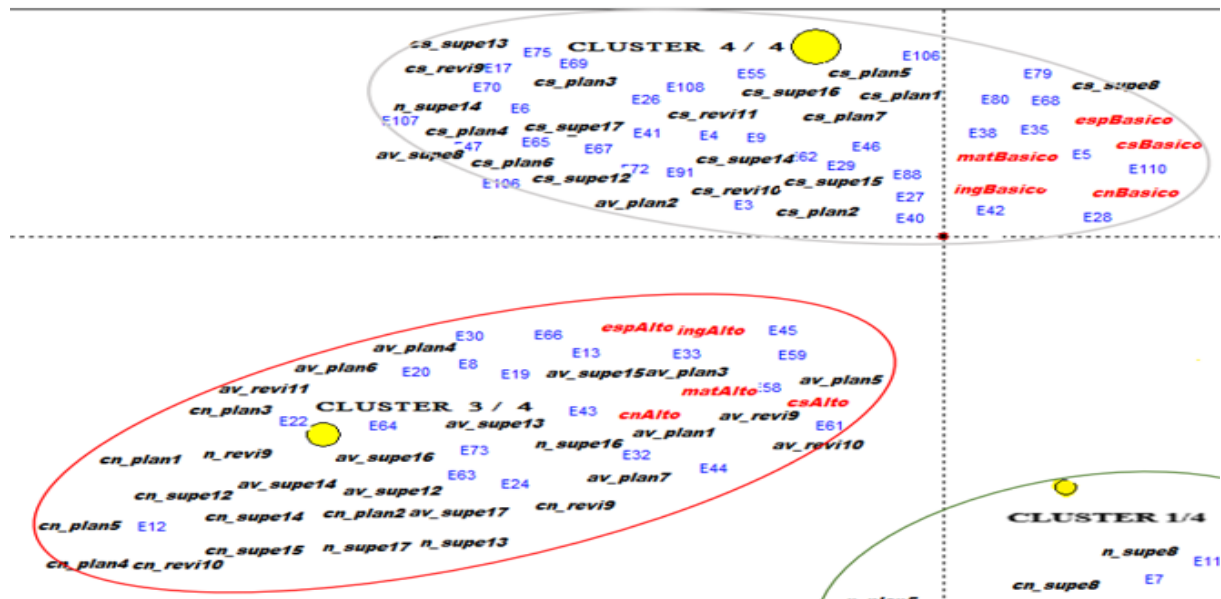 cs_supe13 E75 CLUSTER 4 / 4 E106
cs_revi9 E17 E69 E55 cs_plan5 E79
E70 cs_plan3 E108 cs_supe16 cs_plan1 cs_supe8
n_supe14 E6 E26 cs_revi11 cs_plan7 E80 E68
E107 cs_plan4 cs_supe17 E41 E4 E9 E38 E35 espBasico
E47 E65 E67 E46 csBasico
av_supe8 cs_plan6 E72 E91 cs_supe14 E62 E29 matBasico E5 E110
E106 cs_supe12 cs_revi10 cs_supe15 E88 ingBasico cnBasico
av_plan2 E3 cs_plan2 E27 E42 E28
E40
E30 E66 espAlto ingAlto E45
av_plan4 E13 E33 E59
av_plan6 E20 E8 E19 av_supe15 av_plan3 av_plan5
av_revi11 matAlto E58
cn_plan3 CLUSTER 3 / 4 E43 cnAlto av_revi9 csAlto
E22 E64 av_supe13 av_plan1 E61
cn_plan1 n_revi9 av_supe16 E73 n_supe16 E32 av_revi10
cn_supe12 av_supe14 av_supe12 E63 E24 av_plan7 E44
cn_plan5 E12 cn_supe14 cn_plan2 av_supe17 cn_revi9
cn_plan4 cn_revi10 cn_supe15 n_supe17 n_supe13
CLUSTER 1/4
n_supe8 E11
cn_supe8 E7